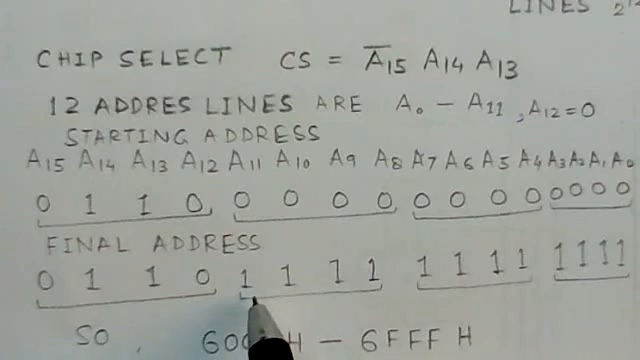 LINES 2
CHIP SELECT CS = A̅15 A14 A13
12 ADDRES LINES ARE A0 - A11, A12=0
STARTING ADDRESS
A15 A14 A13 A12 A11 A10 A9 A8 A7 A6 A5 A4 A3 A2 A1 A0
0 1 1 0 0 0 0 0 0 0 0 0 0 0 0 0
FINAL ADDRESS
0 1 1 0 1 1 1 1 1 1 1 1 1 1 1 1
SO, H - 6FFF H